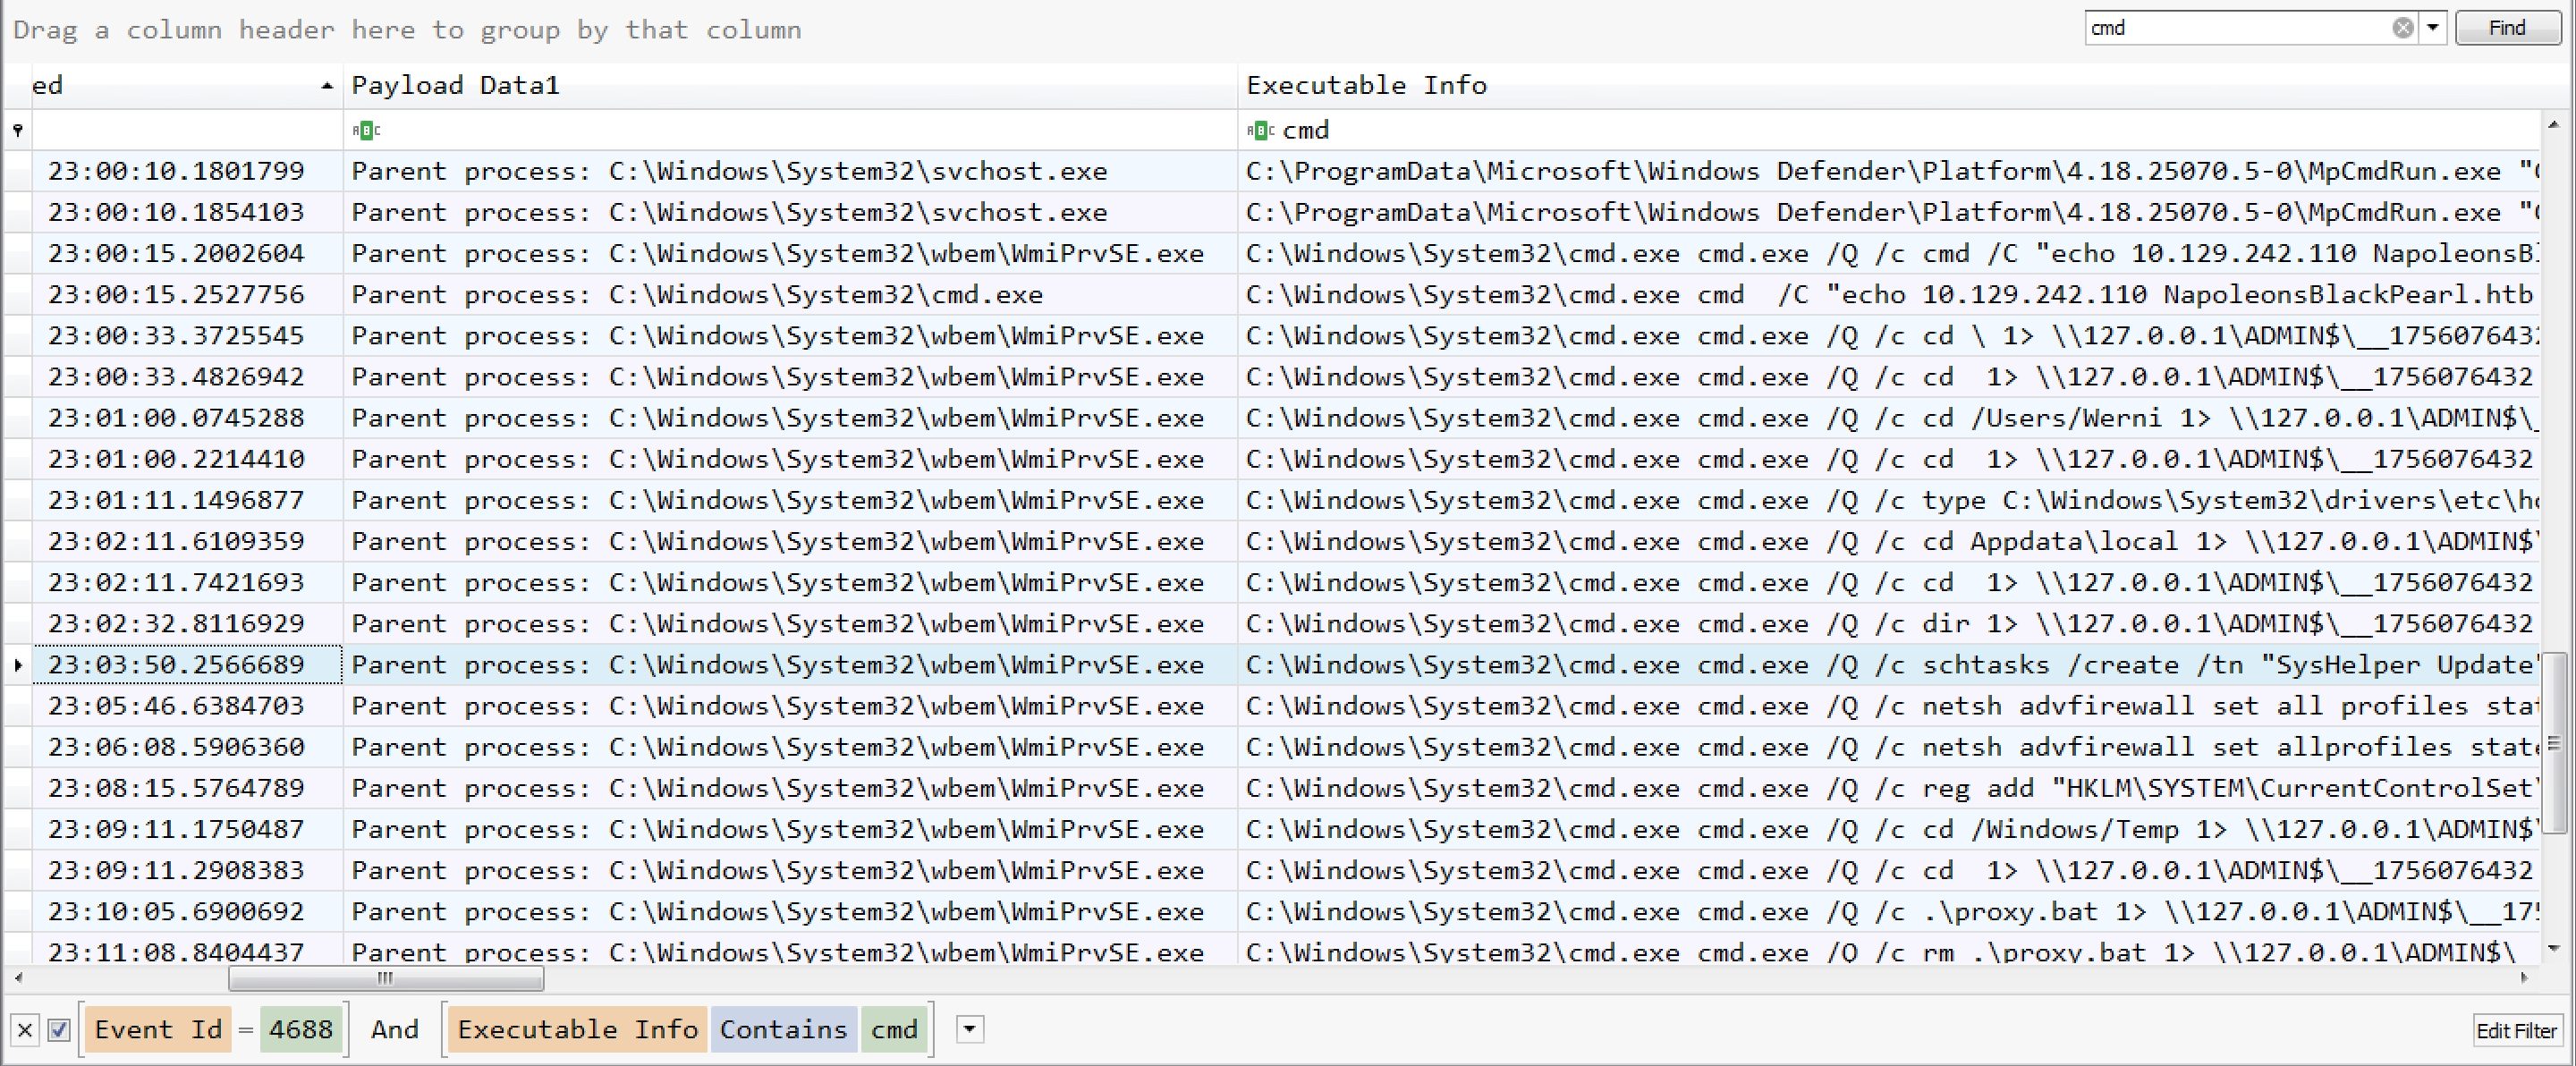 Drag a column header here to group by that column
cmd Find
ed Payload Data1 Executable Info
ABC ABC cmd
23:00:10.1801799 Parent process: C:\Windows\System32\svchost.exe C:\ProgramData\Microsoft\Windows Defender\Platform\4.18.25070.5-0\MpCmdRun.exe "
23:00:10.1854103 Parent process: C:\Windows\System32\svchost.exe C:\ProgramData\Microsoft\Windows Defender\Platform\4.18.25070.5-0\MpCmdRun.exe "
23:00:15.2002604 Parent process: C:\Windows\System32\wbem\WmiPrvSE.exe C:\Windows\System32\cmd.exe cmd.exe /Q /c cmd /C "echo 10.129.242.110 NapoleonsB
23:00:15.2527756 Parent process: C:\Windows\System32\cmd.exe C:\Windows\System32\cmd.exe cmd  /C "echo 10.129.242.110 NapoleonsBlackPearl.htb
23:00:33.3725545 Parent process: C:\Windows\System32\wbem\WmiPrvSE.exe C:\Windows\System32\cmd.exe cmd.exe /Q /c cd \ 1> \\127.0.0.1\ADMIN$\__175607643
23:00:33.4826942 Parent process: C:\Windows\System32\wbem\WmiPrvSE.exe C:\Windows\System32\cmd.exe cmd.exe /Q /c cd  1> \\127.0.0.1\ADMIN$\__1756076432
23:01:00.0745288 Parent process: C:\Windows\System32\wbem\WmiPrvSE.exe C:\Windows\System32\cmd.exe cmd.exe /Q /c cd /Users/Werni 1> \\127.0.0.1\ADMIN$\_
23:01:00.2214410 Parent process: C:\Windows\System32\wbem\WmiPrvSE.exe C:\Windows\System32\cmd.exe cmd.exe /Q /c cd  1> \\127.0.0.1\ADMIN$\__1756076432
23:01:11.1496877 Parent process: C:\Windows\System32\wbem\WmiPrvSE.exe C:\Windows\System32\cmd.exe cmd.exe /Q /c type C:\Windows\System32\drivers\etc\h
23:02:11.6109359 Parent process: C:\Windows\System32\wbem\WmiPrvSE.exe C:\Windows\System32\cmd.exe cmd.exe /Q /c cd Appdata\local 1> \\127.0.0.1\ADMIN$\
23:02:11.7421693 Parent process: C:\Windows\System32\wbem\WmiPrvSE.exe C:\Windows\System32\cmd.exe cmd.exe /Q /c cd  1> \\127.0.0.1\ADMIN$\__1756076432
23:02:32.8116929 Parent process: C:\Windows\System32\wbem\WmiPrvSE.exe C:\Windows\System32\cmd.exe cmd.exe /Q /c dir 1> \\127.0.0.1\ADMIN$\__1756076432
23:03:50.2566689 Parent process: C:\Windows\System32\wbem\WmiPrvSE.exe C:\Windows\System32\cmd.exe cmd.exe /Q /c schtasks /create /tn "SysHelper Update"
23:05:46.6384703 Parent process: C:\Windows\System32\wbem\WmiPrvSE.exe C:\Windows\System32\cmd.exe cmd.exe /Q /c netsh advfirewall set all profiles sta
23:06:08.5906360 Parent process: C:\Windows\System32\wbem\WmiPrvSE.exe C:\Windows\System32\cmd.exe cmd.exe /Q /c netsh advfirewall set allprofiles state
23:08:15.5764789 Parent process: C:\Windows\System32\wbem\WmiPrvSE.exe C:\Windows\System32\cmd.exe cmd.exe /Q /c reg add "HKLM\SYSTEM\CurrentControlSet\
23:09:11.1750487 Parent process: C:\Windows\System32\wbem\WmiPrvSE.exe C:\Windows\System32\cmd.exe cmd.exe /Q /c cd /Windows/Temp 1> \\127.0.0.1\ADMIN$\
23:09:11.2908383 Parent process: C:\Windows\System32\wbem\WmiPrvSE.exe C:\Windows\System32\cmd.exe cmd.exe /Q /c cd  1> \\127.0.0.1\ADMIN$\__1756076432
23:10:05.6900692 Parent process: C:\Windows\System32\wbem\WmiPrvSE.exe C:\Windows\System32\cmd.exe cmd.exe /Q /c .\proxy.bat 1> \\127.0.0.1\ADMIN$\__17
23:11:08.8404437 Parent process: C:\Windows\System32\wbem\WmiPrvSE.exe C:\Windows\System32\cmd.exe cmd.exe /Q /c rm .\proxy.bat 1> \\127.0.0.1\ADMIN$\
Event Id = 4688 And Executable Info Contains cmd Edit Filter